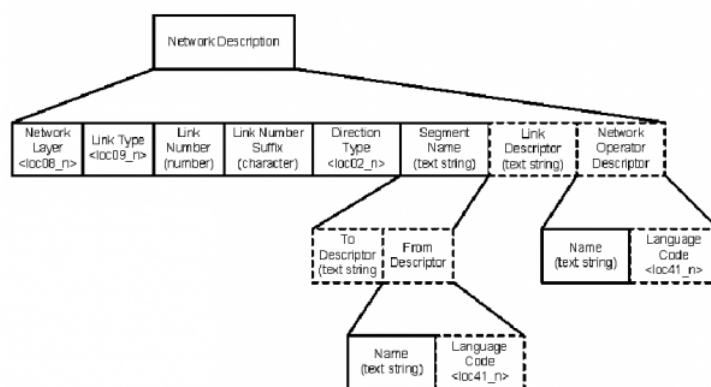 Network Description
Network
Layer
<loc08_n>
Link Type
<loc09_n>
Link
Number
(number)
Link Number
Suffix
(character)
Direction
Type
<loc02_n>
Segment
Name
(text string)
Link
Descriptor
(text string)
Network
Operator
Descriptor
To
Descriptor
(text string
From
Descriptor
Name
(text string)
Language
Code
<loc41_n>
Name
(text string)
Language
Code
<loc41_n>